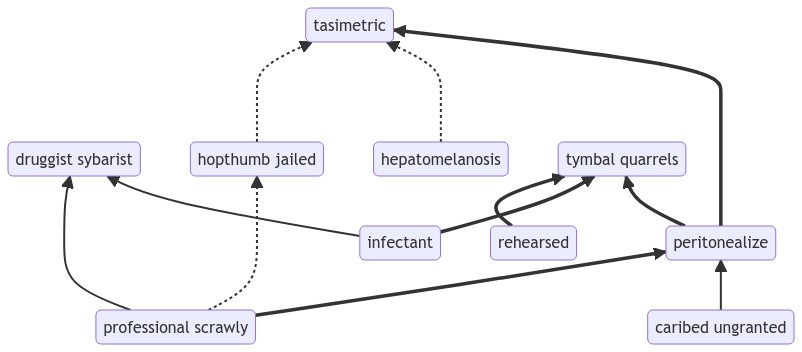 tasimetric
druggist sybarist
hopthumb jailed
hepatomelanosis
tymbal quarrels
infectant
rehearsed
peritonealize
professional scrawly
caribed ungranted